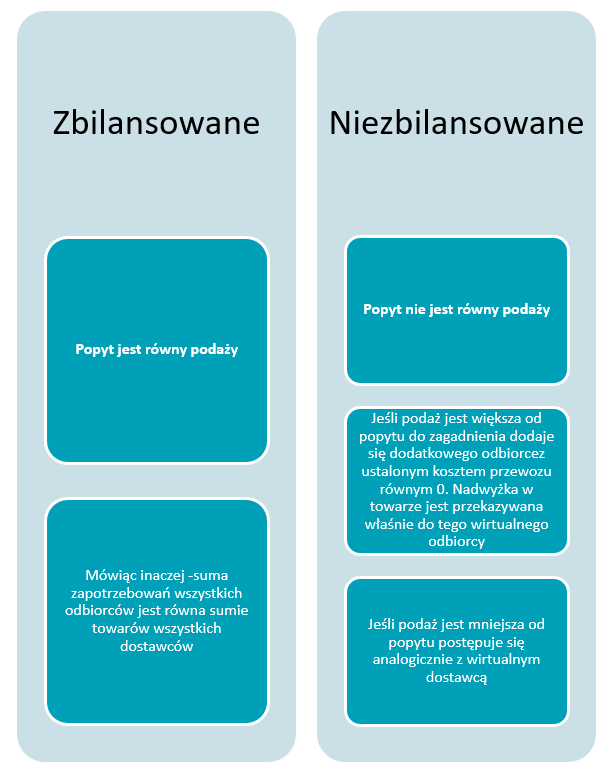 Zbilansowane
Popyt jest równy podaży
Mówiąc inaczej -suma
zapotrzebowań wszystkich
odbiorców jest równa sumie
towarów wszystkich
dostawców
Niezbilansowane
Popyt nie jest równy podaży
Jeśli podaż jest większa od
popytu do zagadnienia dodaje
się dodatkowego odbiorcez
ustalonym kosztem przewozu
równym 0. Nadwyżka w
towarze jest przekazywana
właśnie do tego wirtualnego
odbiorcy
Jeśli podaż jest mniejsza od
popytu postępuje się
analogicznie z wirtualnym
dostawcą